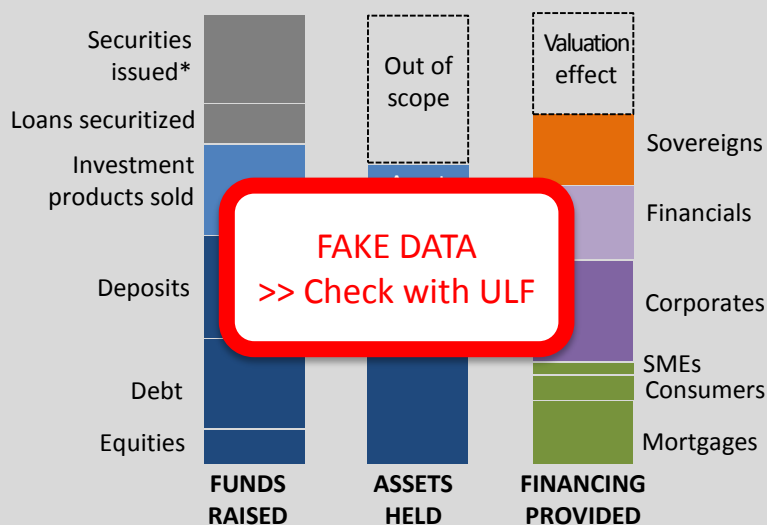 Securities
issued*
Loans securitized
Investment
products sold
Deposits
Debt
Equities
Out of
scope
Valuation
effect
FAKE DATA
>> Check with ULF
Sovereigns
Financials
Corporates
SMEs
Consumers
Mortgages
FUNDS
RAISED
ASSETS
HELD
FINANCING
PROVIDED